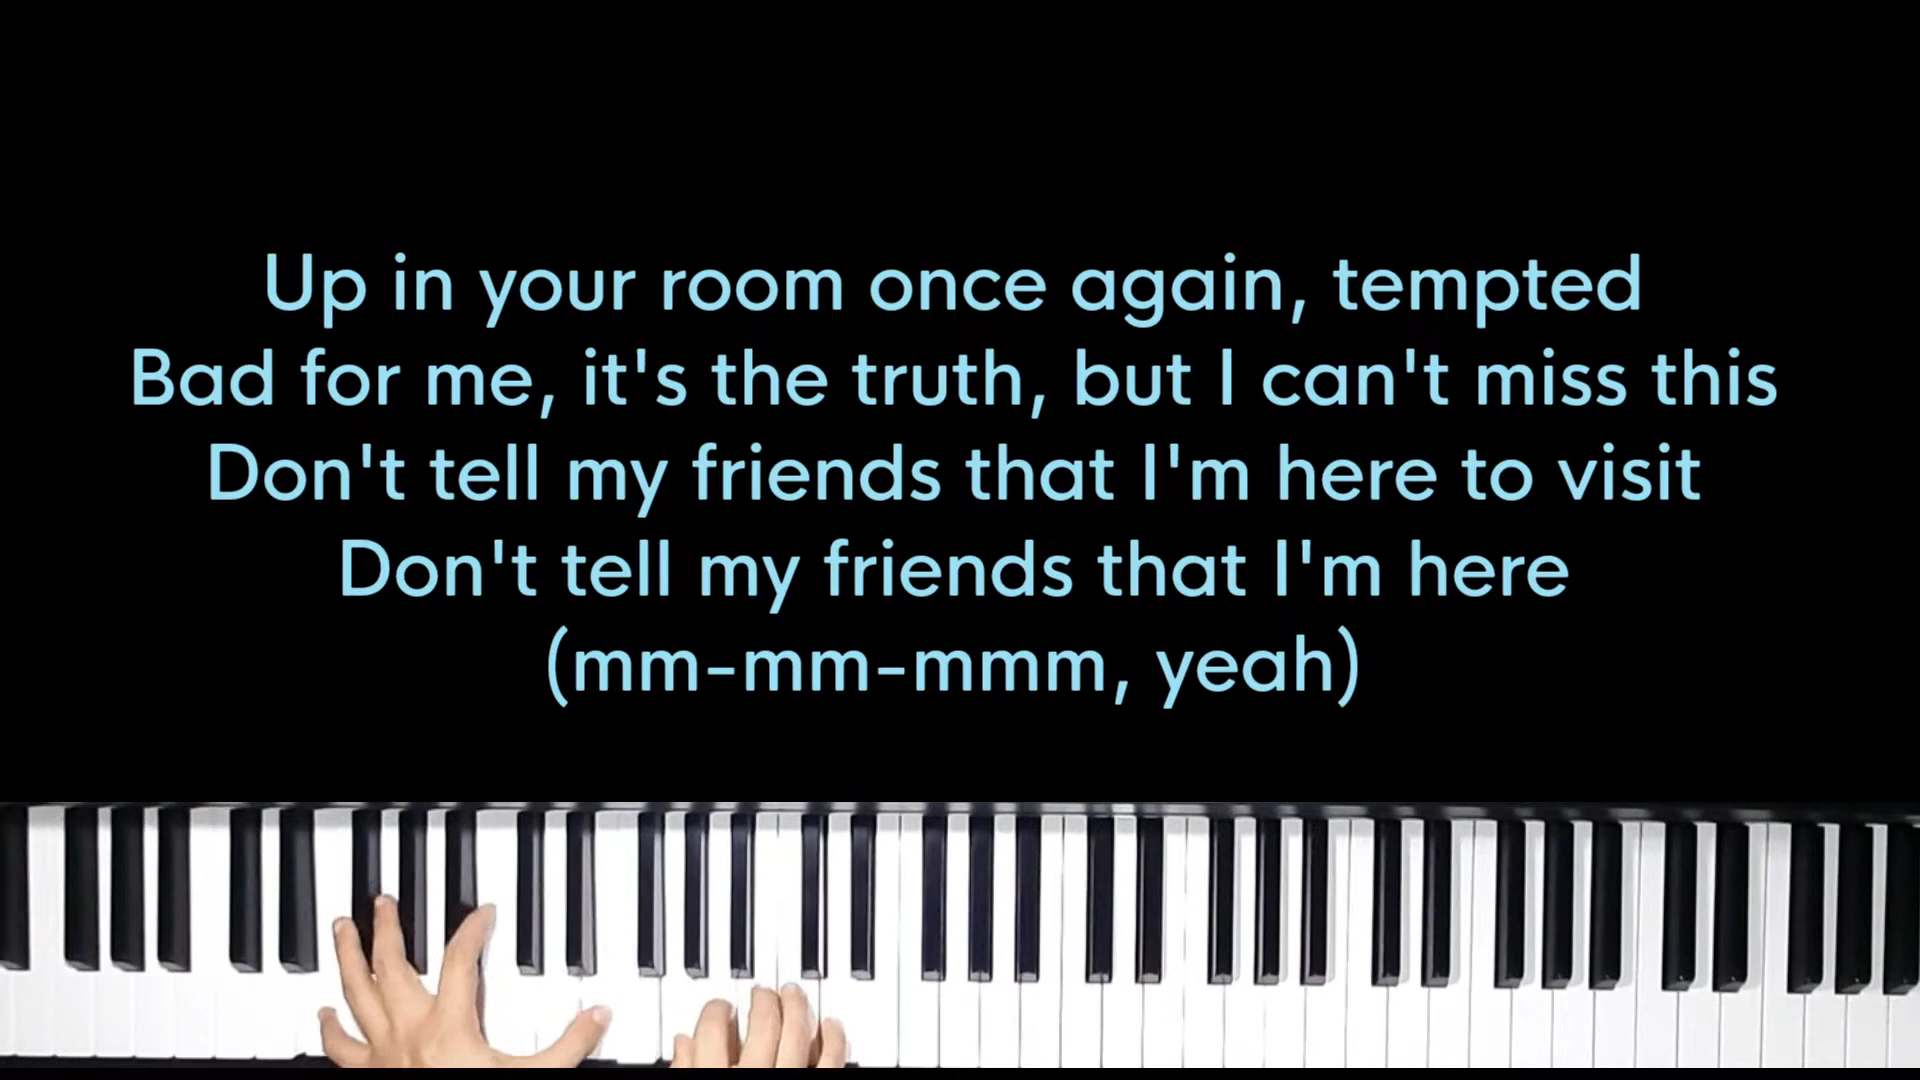 Up in your room once again, tempted
Bad for me, it's the truth, but I can't miss this
Don't tell my friends that I'm here to visit
Don't tell my friends that I'm here
(mm-mm-mmm, yeah)